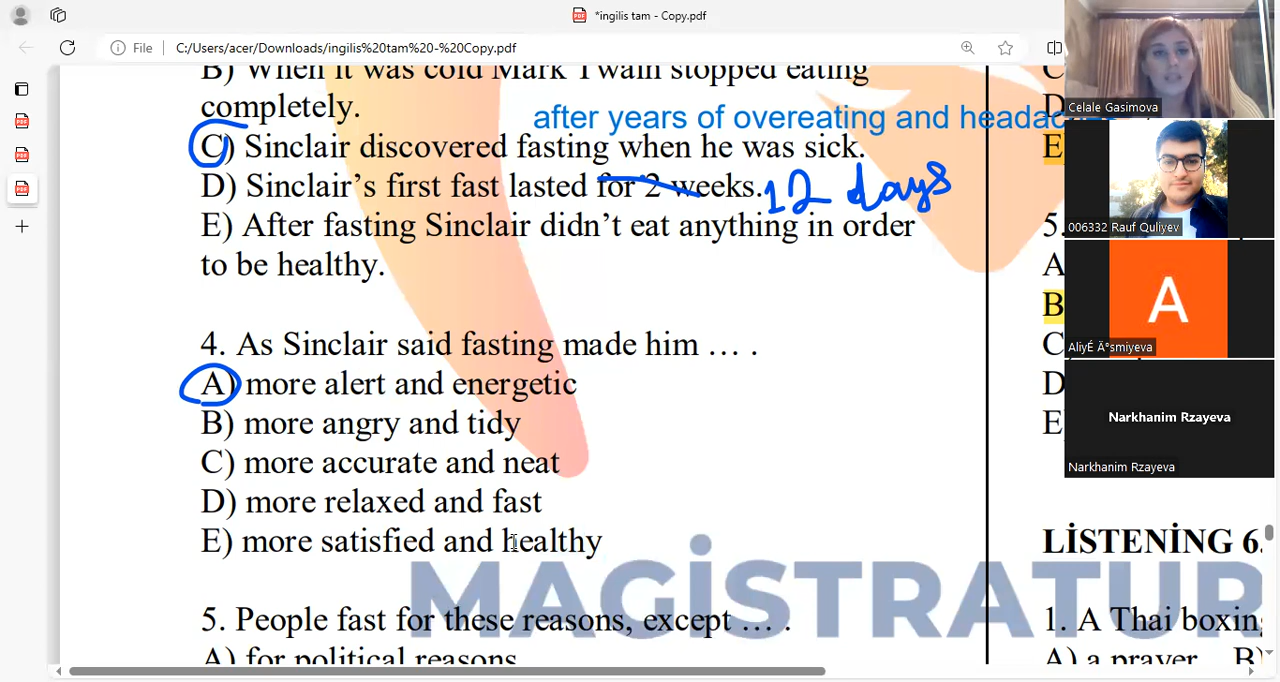 *ingilis tam - Copy.pdf
File C:/Users/acer/Downloads/ingilis%20tam%20-%20Copy.pdf
B) When it was cold Mark Twain stopped eating
completely.
after years of overeating and headac
C) Sinclair discovered fasting when he was sick.
D) Sinclair's first fast lasted for 2 weeks. 12 days
E) After fasting Sinclair didn't eat anything in order
to be healthy.
4. As Sinclair said fasting made him … .
A) more alert and energetic
B) more angry and tidy
C) more accurate and neat
D) more relaxed and fast
E) more satisfied and healthy
MAGİSTRATUR
5. People fast for these reasons, except … .
A) for political reasons
C
D
E
5.
A
B
C
D
E
LİSTENİNG 6.
1. A Thai boxing
A) a prayer B)
Celale Gasimova
006332 Rauf Quliyev
A
AliyÉ Ä°smiyeva
Narkhanim Rzayeva
Narkhanim Rzayeva